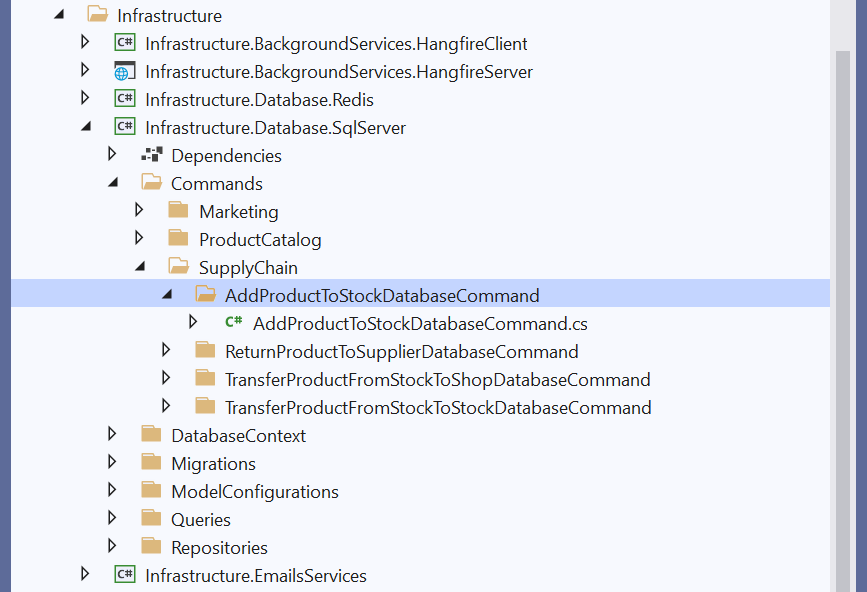 Infrastructure
C# Infrastructure.BackgroundServices.HangfireClient
Infrastructure.BackgroundServices.HangfireServer
C# Infrastructure.Database.Redis
C# Infrastructure.Database.SqlServer
Dependencies
Commands
Marketing
ProductCatalog
SupplyChain
AddProductToStockDatabaseCommand
C# AddProductToStockDatabaseCommand.cs
ReturnProductToSupplierDatabaseCommand
TransferProductFromStockToShopDatabaseCommand
TransferProductFromStockToStockDatabaseCommand
DatabaseContext
Migrations
ModelConfigurations
Queries
Repositories
C# Infrastructure.EmailsServices